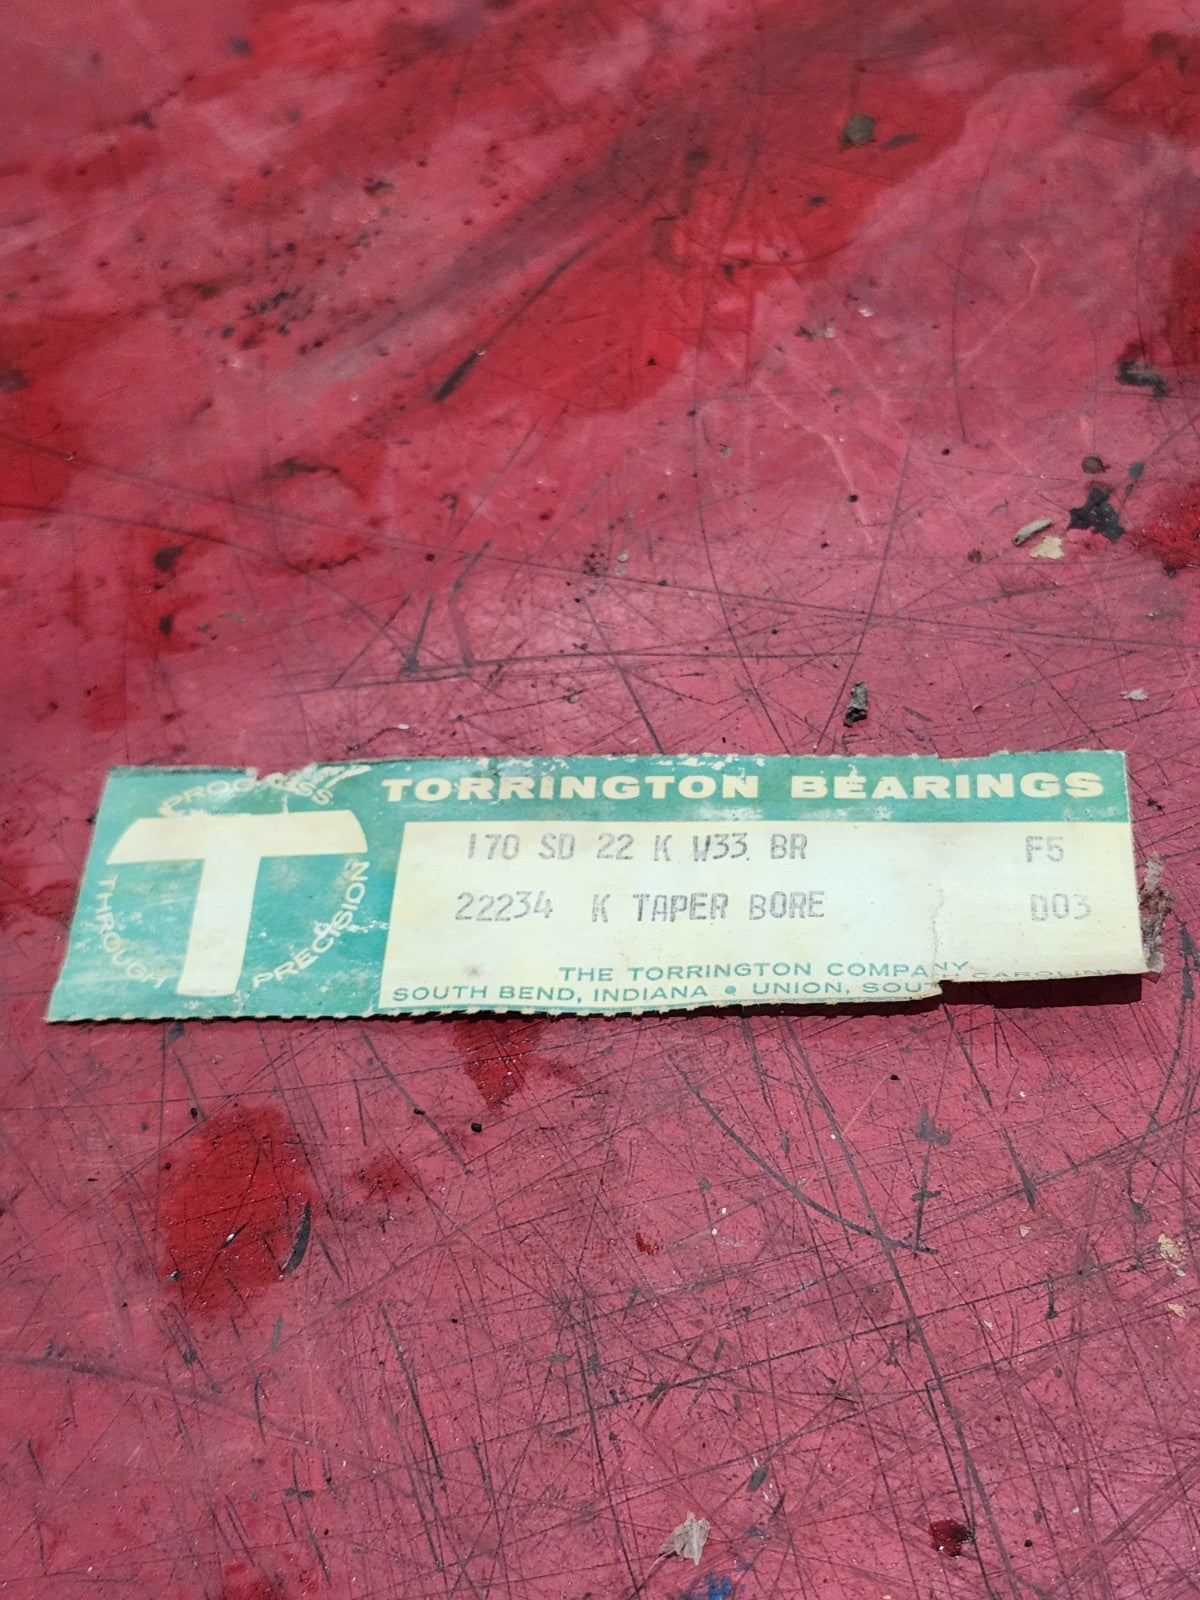 PROGRESS
THROUGH
PRECISION
T
TORRINGTON BEARINGS
170 SD 22 K W33 BR F5
22234 K TAPER BORE D03
THE TORRINGTON COMPANY
SOUTH BEND, INDIANA • UNION, SOUTH CAROLINA